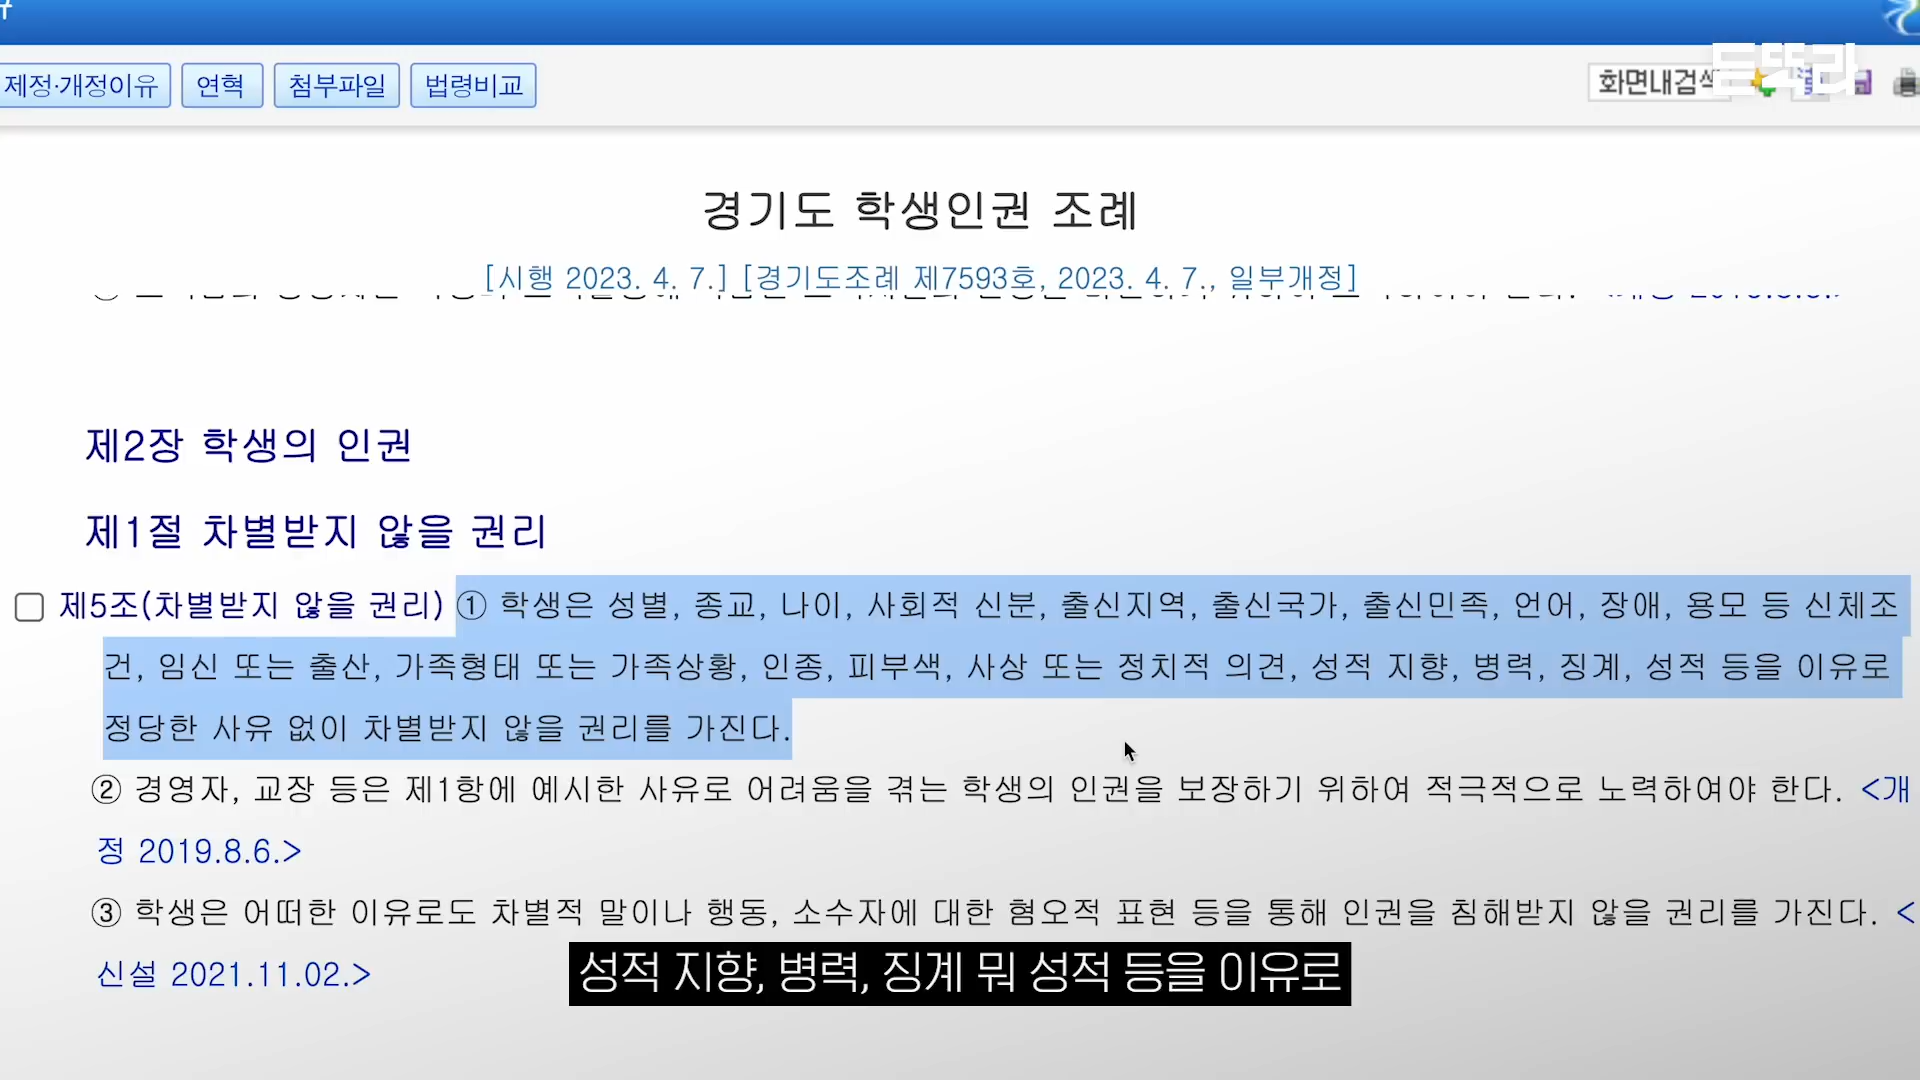 제정·개정이유 연혁 첨부파일 법령비교 화면내검색
듣똑라
경기도 학생인권 조례
[시행 2023. 4. 7.] [경기도조례 제7593호, 2023. 4. 7., 일부개정]
제2장 학생의 인권
제1절 차별받지 않을 권리
제5조(차별받지 않을 권리) ① 학생은 성별, 종교, 나이, 사회적 신분, 출신지역, 출신국가, 출신민족, 언어, 장애, 용모 등 신체조
건, 임신 또는 출산, 가족형태 또는 가족상황, 인종, 피부색, 사상 또는 정치적 의견, 성적 지향, 병력, 징계, 성적 등을 이유로
정당한 사유 없이 차별받지 않을 권리를 가진다.
② 경영자, 교장 등은 제1항에 예시한 사유로 어려움을 겪는 학생의 인권을 보장하기 위하여 적극적으로 노력하여야 한다. <개
정 2019.8.6.>
③ 학생은 어떠한 이유로도 차별적 말이나 행동, 소수자에 대한 혐오적 표현 등을 통해 인권을 침해받지 않을 권리를 가진다. <
신설 2021.11.02.>
성적 지향, 병력, 징계 뭐 성적 등을 이유로